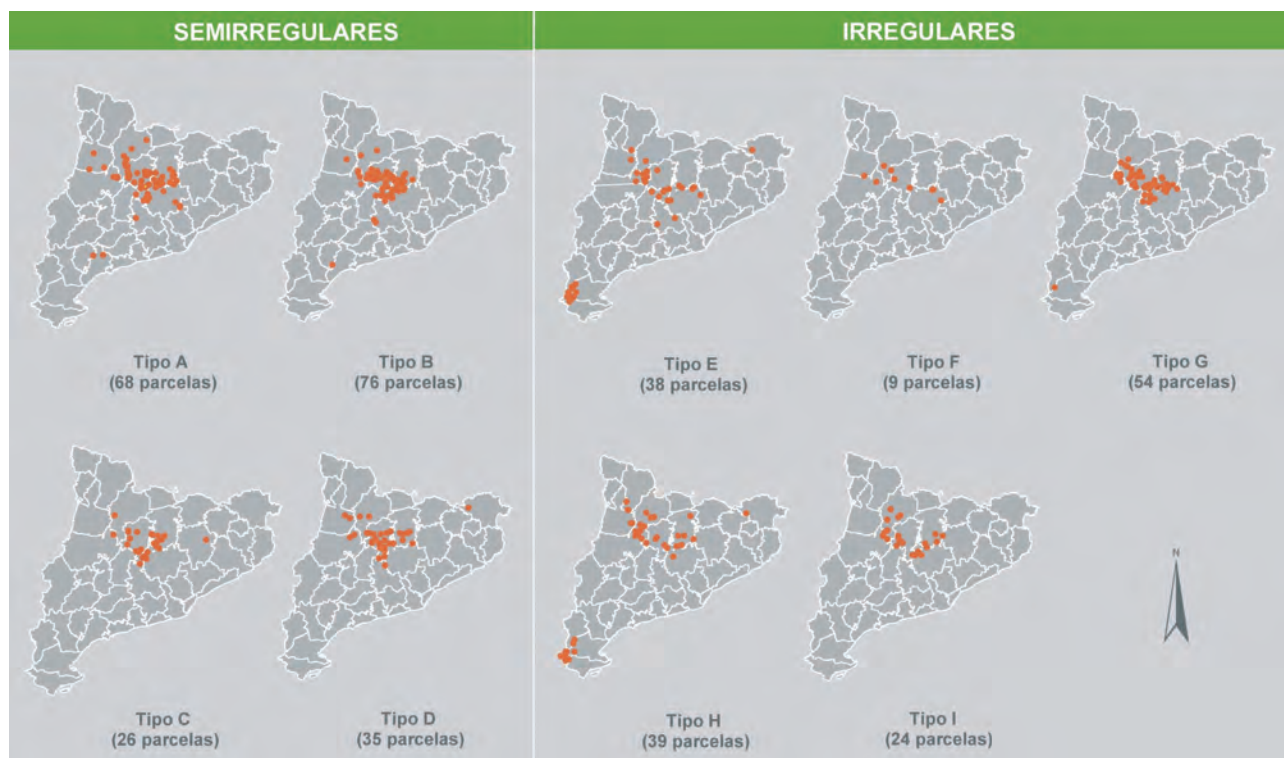 SEMIRREGULARES
IRREGULARES
Tipo A
(68 parcelas)
Tipo B
(76 parcelas)
Tipo E
(38 parcelas)
Tipo F
(9 parcelas)
Tipo G
(54 parcelas)
Tipo C
(26 parcelas)
Tipo D
(35 parcelas)
Tipo H
(39 parcelas)
Tipo I
(24 parcelas)
N